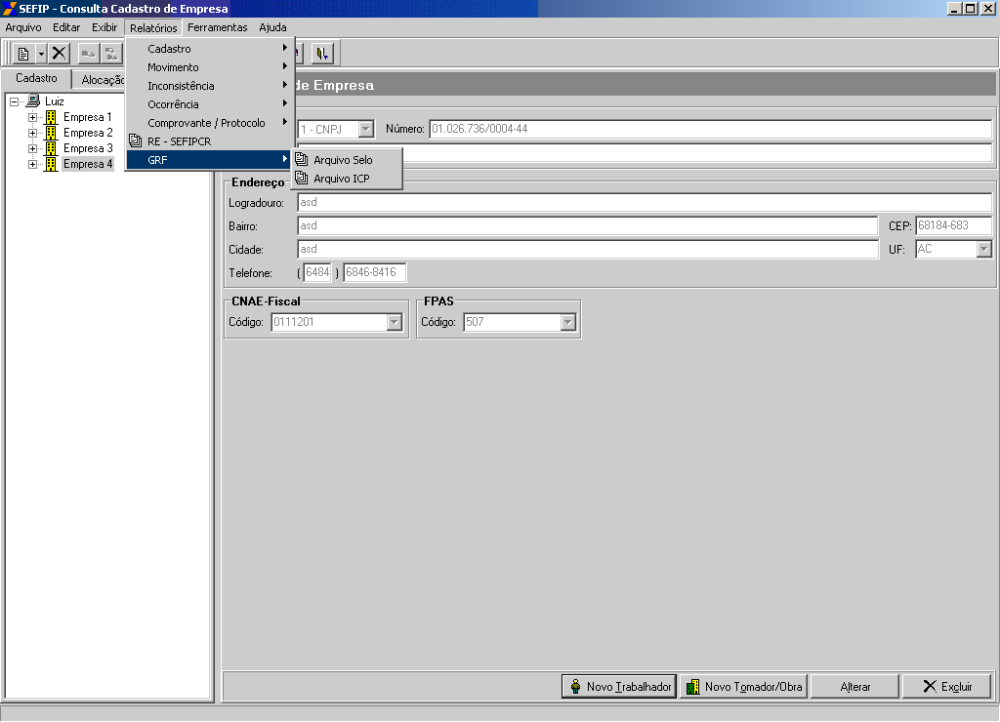 SEFIP - Consulta Cadastro de Empresa
Arquivo Editar Exibir Relatórios Ferramentas Ajuda
Cadastro
Movimento
Inconsistência
Ocorrência
Comprovante / Protocolo
RE - SEFIPCR
GRF
Arquivo Selo
Arquivo ICP
Cadastro Alocação
Luiz
Empresa 1
Empresa 2
Empresa 3
Empresa 4
de Empresa
1 - CNPJ Número: 01.026.736/0004-44
Endereço
Logradouro: asd
Bairro: asd CEP: 68184-683
Cidade: asd UF: AC
Telefone: ( 6484 ) 6846-8416
CNAE-Fiscal FPAS
Código: 0111201 Código: 507
Novo Trabalhador Novo Tomador/Obra Alterar Excluir